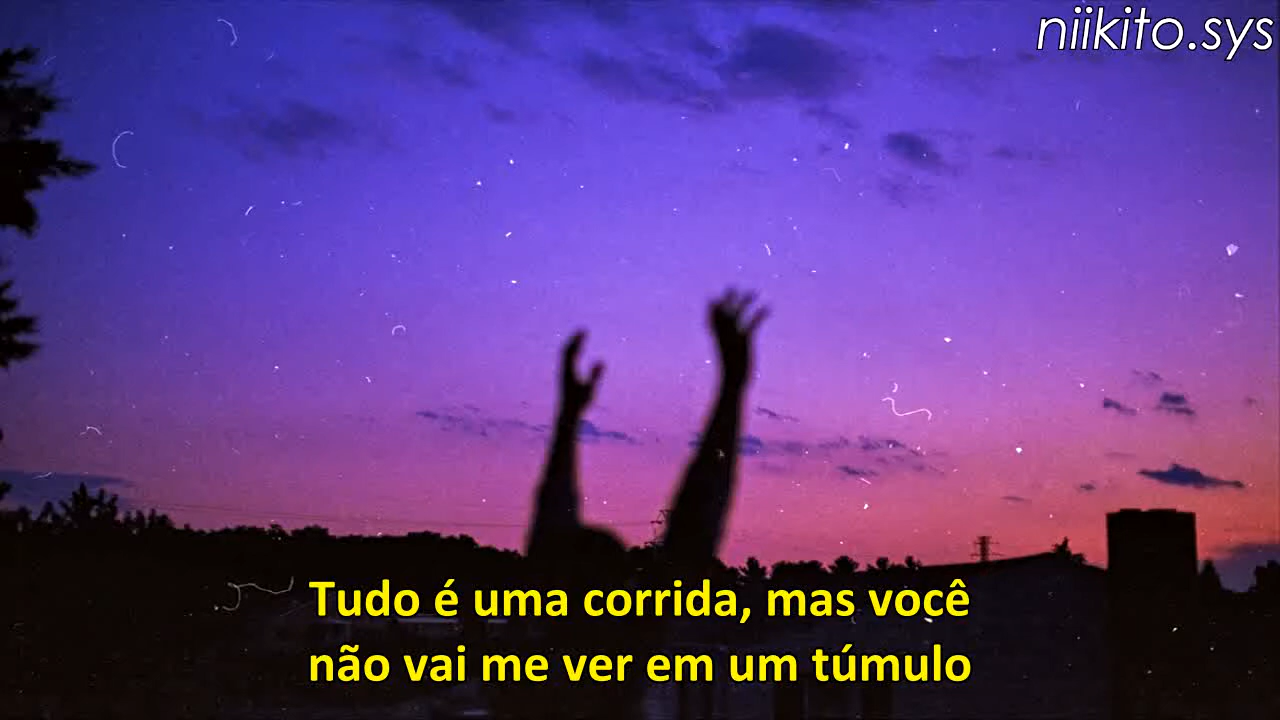 niikito.sys
Tudo é uma corrida, mas você
não vai me ver em um túmulo